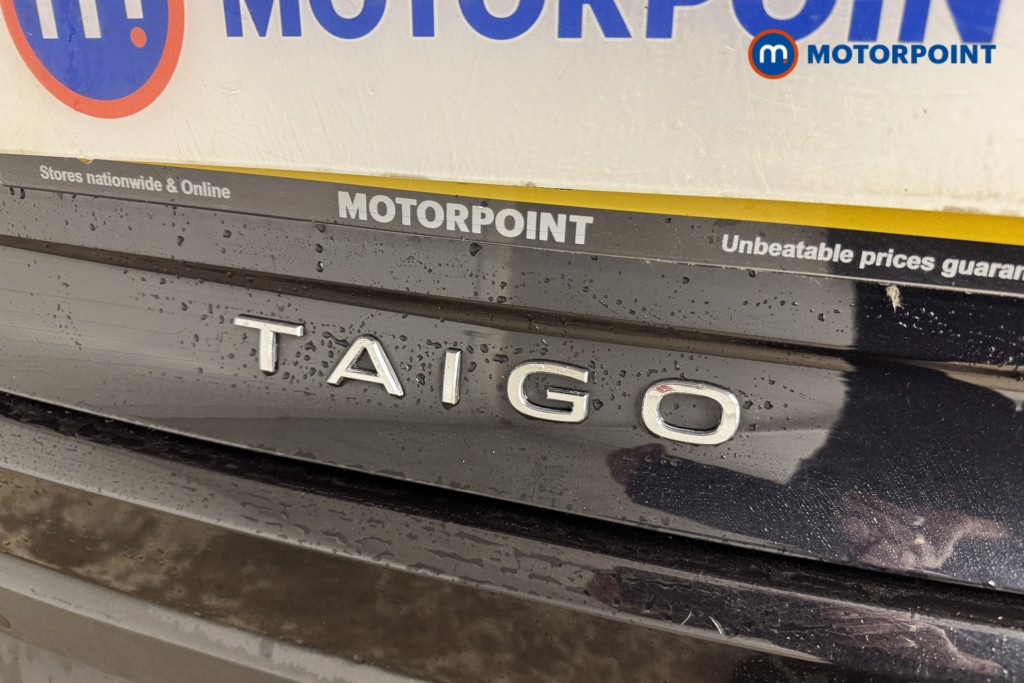 m. MOTORPOIN
m. MOTORPOINT
Stores nationwide & Online
MOTORPOINT
Unbeatable prices guaran
TAIGO